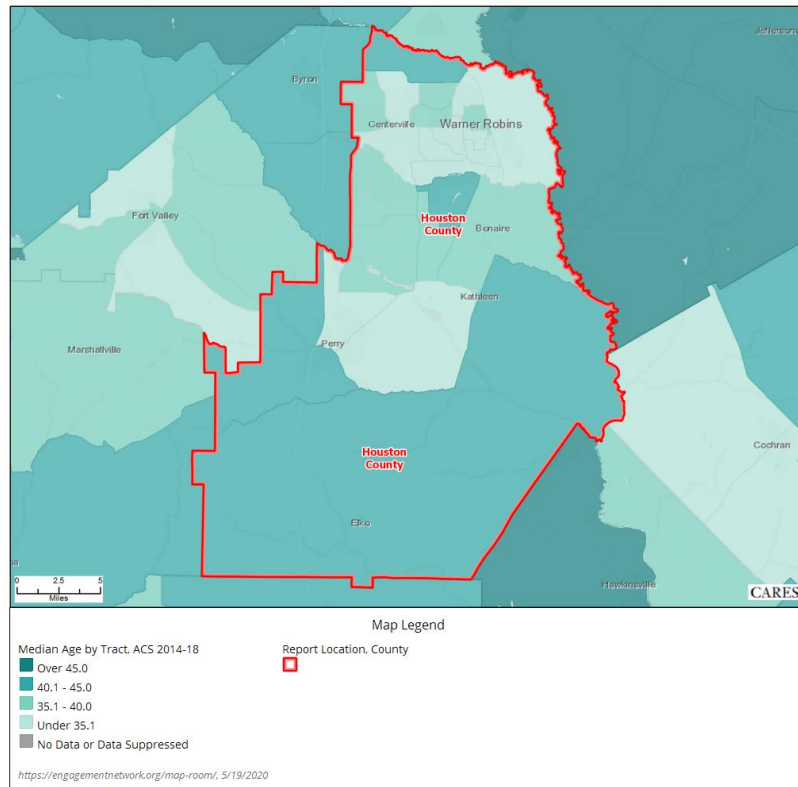 Jefferson
Byron
Centerville
Warner Robins
Fort Valley
Houston
County
Bonaire
Kathleen
Marshallville
Perry
Cochran
Houston
County
Elko
0 2.5 5
Miles
Hawkinsville
CARES
Map Legend
Median Age by Tract, ACS 2014-18
Report Location, County
Over 45.0
40.1 - 45.0
35.1 - 40.0
Under 35.1
No Data or Data Suppressed
https://engagementnetwork.org/map-room/, 5/19/2020